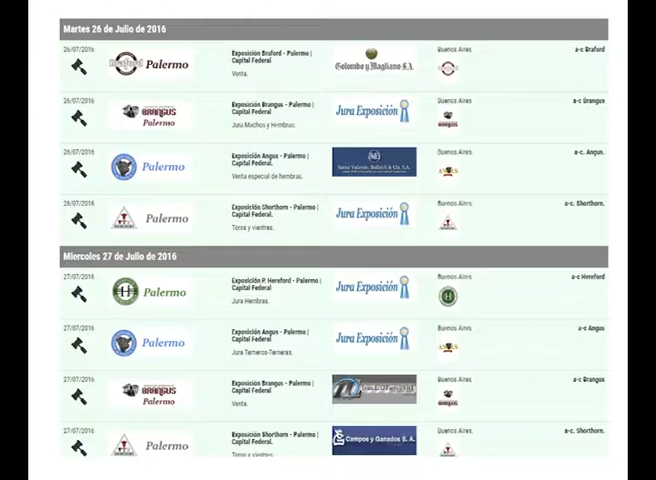 Martes 26 de Julio de 2016
26/07/2016
Braford Palermo
Exposición Braford - Palermo |
Capital Federal
Venta.
Colombo y Magliano S.A.
Buenos Aires
a-c Braford
26/07/2016
BRANGUS
Palermo
Exposición Brangus - Palermo |
Capital Federal
Jura Machos y Hembras.
Jura Exposición
Buenos Aires
a-c Brangus
26/07/2016
Palermo
Exposición Angus - Palermo |
Capital Federal.
Venta especial de hembras.
Buenos Aires.
a-c. Angus.
26/07/2016
Palermo
Exposición Shorthorn - Palermo |
Capital Federal.
Toros y vientres.
Jura Exposición
Buenos Aires.
a-c. Shorthorn.
Miercoles 27 de Julio de 2016
27/07/2016
H Palermo
Exposición P. Hereford - Palermo |
Capital Federal
Jura Hembras.
Jura Exposición
Buenos Aires
a-c Hereford
27/07/2016
Palermo
Exposición Angus - Palermo |
Capital Federal
Jura Terneros-Terneras.
Jura Exposición
Buenos Aires
ANGUS
a-c Angus
27/07/2016
BRANGUS
Palermo
Exposición Brangus - Palermo |
Capital Federal
Venta.
Buenos Aires
a-c Brangus
27/07/2016
Palermo
Exposición Shorthorn - Palermo |
Capital Federal.
Toros y vientres.
Campos y Ganados S. A.
Buenos Aires.
a-c. Shorthorn.